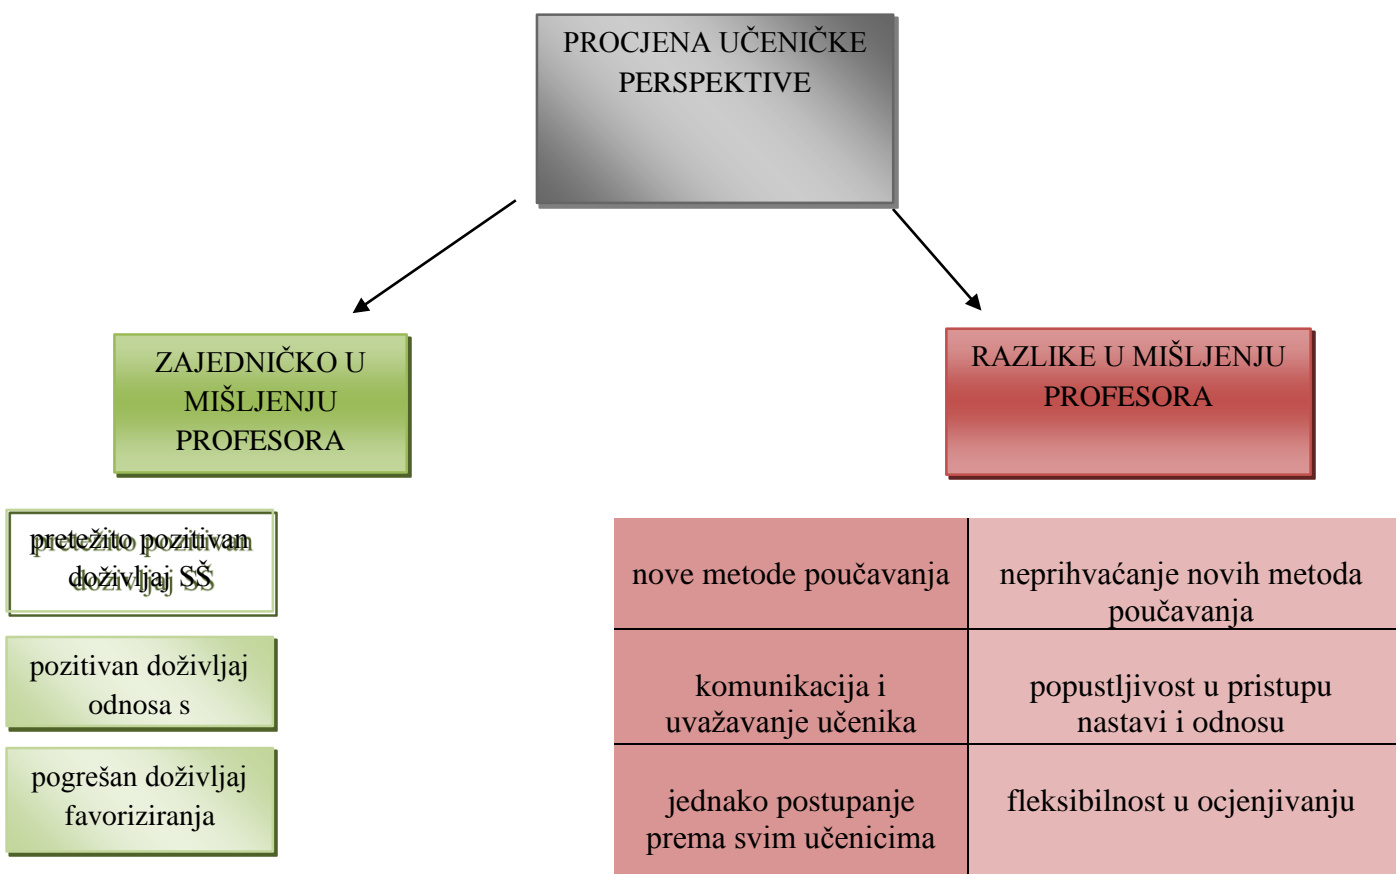 PROCJENA UČENIČKE
PERSPEKTIVE
ZAJEDNIČKO U
MIŠLJENJU
PROFESORA
RAZLIKE U MIŠLJENJU
PROFESORA
pretežito pozitivan
doživljaj SŠ
pozitivan doživljaj
odnosa s
pogrešan doživljaj
favoriziranja
nove metode poučavanja
neprihvaćanje novih metoda
poučavanja
komunikacija i
uvažavanje učenika
popustljivost u pristupu
nastavi i odnosu
jednako postupanje
prema svim učenicima
fleksibilnost u ocjenjivanju